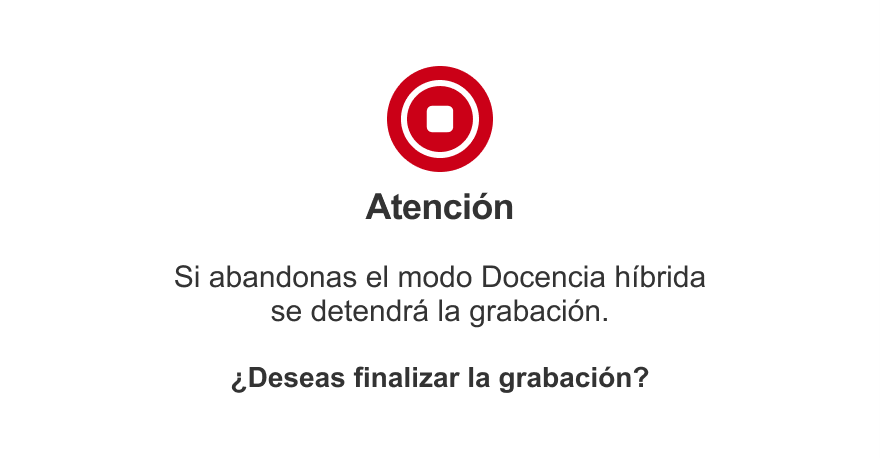 Atención
Si abandonas el modo Docencia híbrida
se detendrá la grabación.
¿Deseas finalizar la grabación?